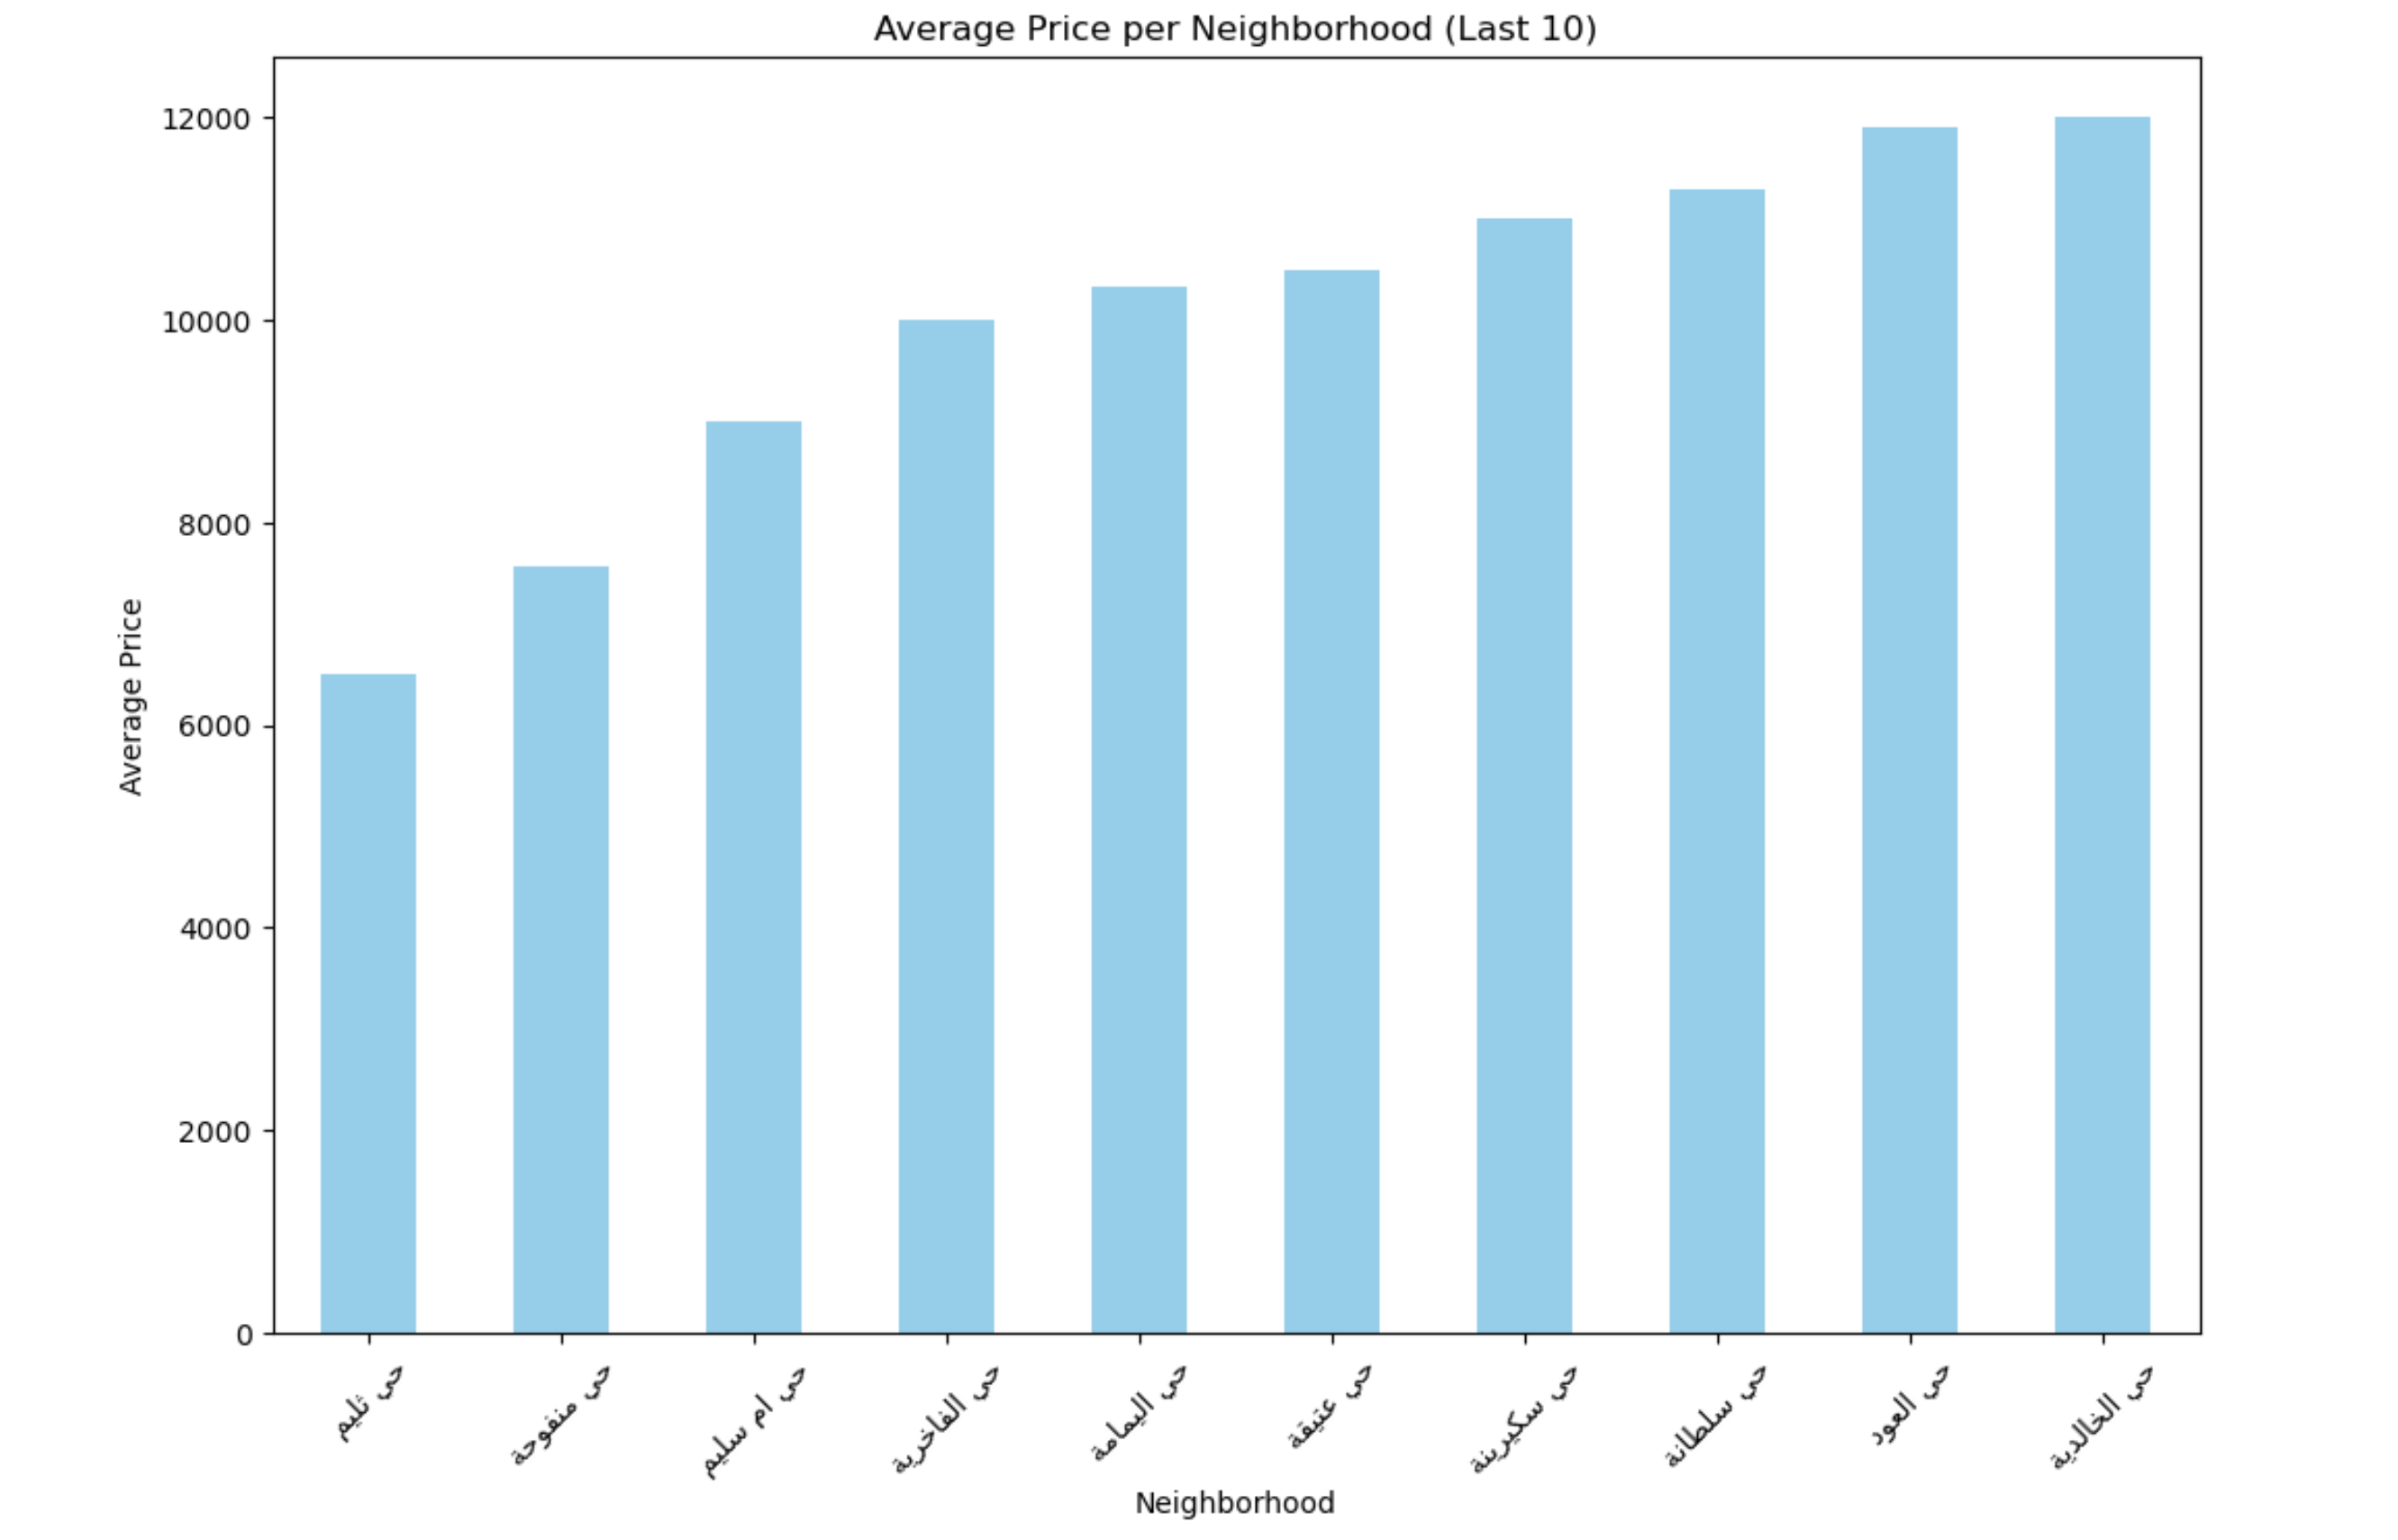 Average Price per Neighborhood (Last 10)
12000
10000
8000
6000
4000
2000
0
Average Price
حي ثليم
حي منفوحة
حي ام سليم
حي الفاخرية
حي اليمامة
حي عتيقة
حي سكيرينة
حي سلطانة
حي العود
حي الخالدية
Neighborhood